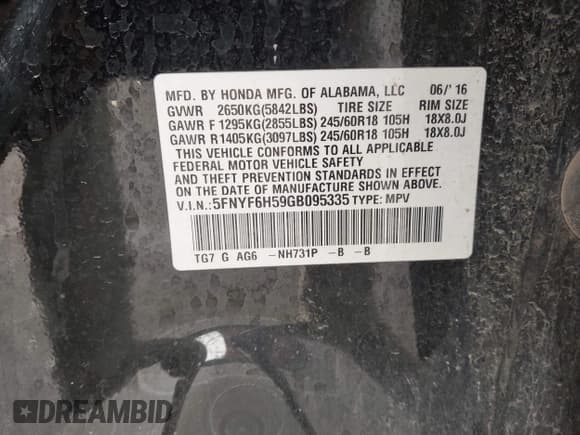 MFD. BY HONDA MFG. OF ALABAMA, LLC 06/'16
GVWR 2650KG(5842LBS) TIRE SIZE RIM SIZE
GAWR F1295KG(2855LBS) 245/60R18 105H 18X8.0J
GAWR R1405KG(3097LBS) 245/60R18 105H 18X8.0J
THIS VEHICLE CONFORMS TO ALL APPLICABLE
FEDERAL MOTOR VEHICLE SAFETY
AND THEFT PREVENTION STANDARDS IN EFFECT
ON THE DATE OF MANUFACTURE SHOWN ABOVE.
V.I.N.:5FNYF6H59GB095335 TYPE: MPV
TG7 G AG6 -NH731P -B -B
DREAMBID